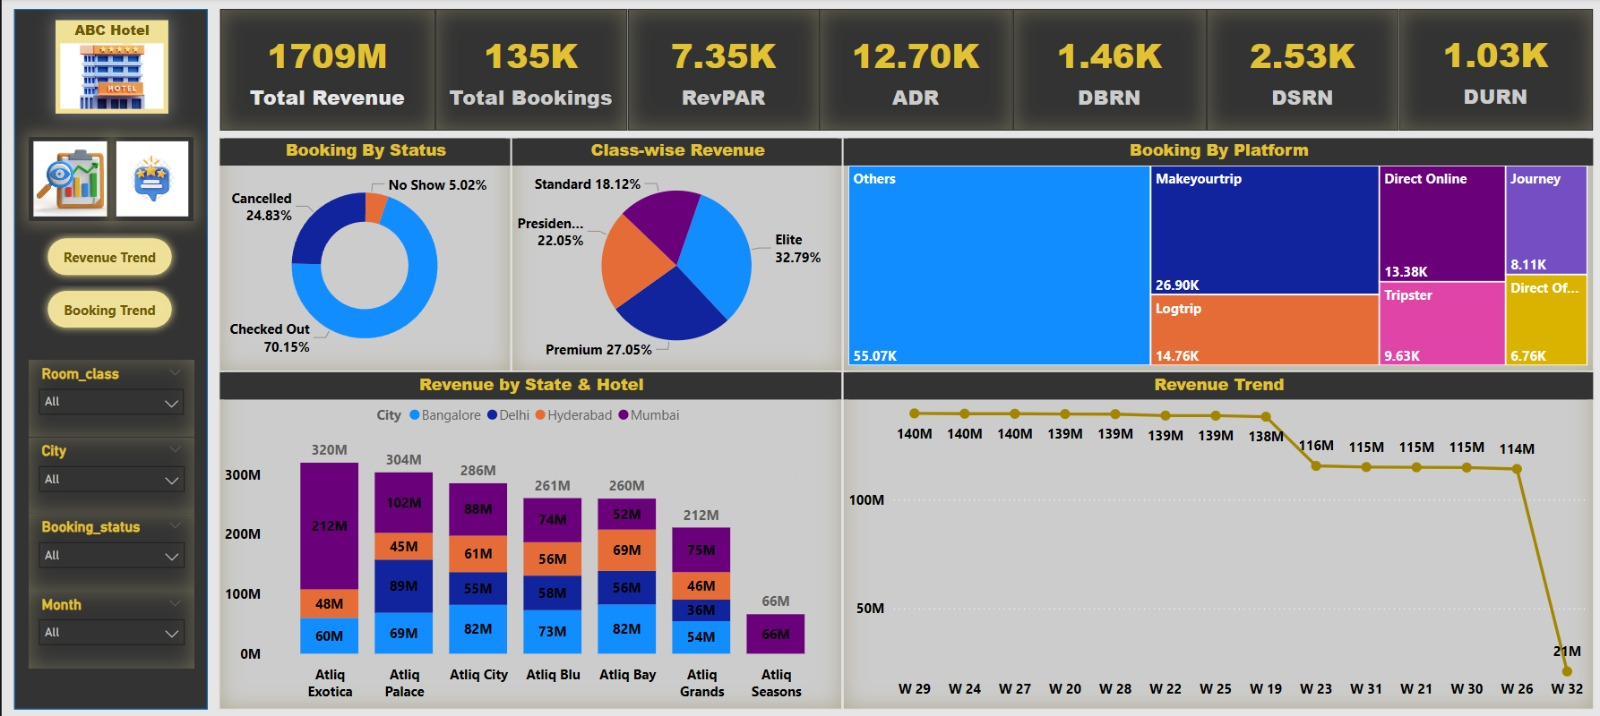 ABC Hotel
HOTEL
Revenue Trend
Booking Trend
Room_class
All
City
All
Booking_status
All
Month
All
1709M
Total Revenue
135K
Total Bookings
7.35K
RevPAR
12.70K
ADR
1.46K
DBRN
2.53K
DSRN
1.03K
DURN
Booking By Status
No Show 5.02%
Cancelled
24.83%
Checked Out
70.15%
Class-wise Revenue
Standard 18.12%
Presiden...
22.05%
Elite
32.79%
Premium 27.05%
Booking By Platform
Others
55.07K
Makeyourtrip
26.90K
Logtrip
14.76K
Direct Online
13.38K
Tripster
9.63K
Journey
8.11K
Direct Of...
6.76K
Revenue by State & Hotel
City Bangalore Delhi Hyderabad Mumbai
300M
200M
100M
0M
320M
212M
48M
60M
304M
102M
45M
89M
69M
286M
88M
61M
55M
82M
261M
74M
56M
58M
73M
260M
52M
69M
56M
82M
212M
75M
46M
36M
54M
66M
66M
Atliq
Exotica
Atliq
Palace
Atliq City
Atliq Blu
Atliq Bay
Atliq
Grands
Atliq
Seasons
Revenue Trend
140M 140M 140M 139M 139M 139M 139M 138M 116M 115M 115M 115M 114M
100M
50M
21M
W 29 W 24 W 27 W 20 W 28 W 22 W 25 W 19 W 23 W 31 W 21 W 30 W 26 W 32